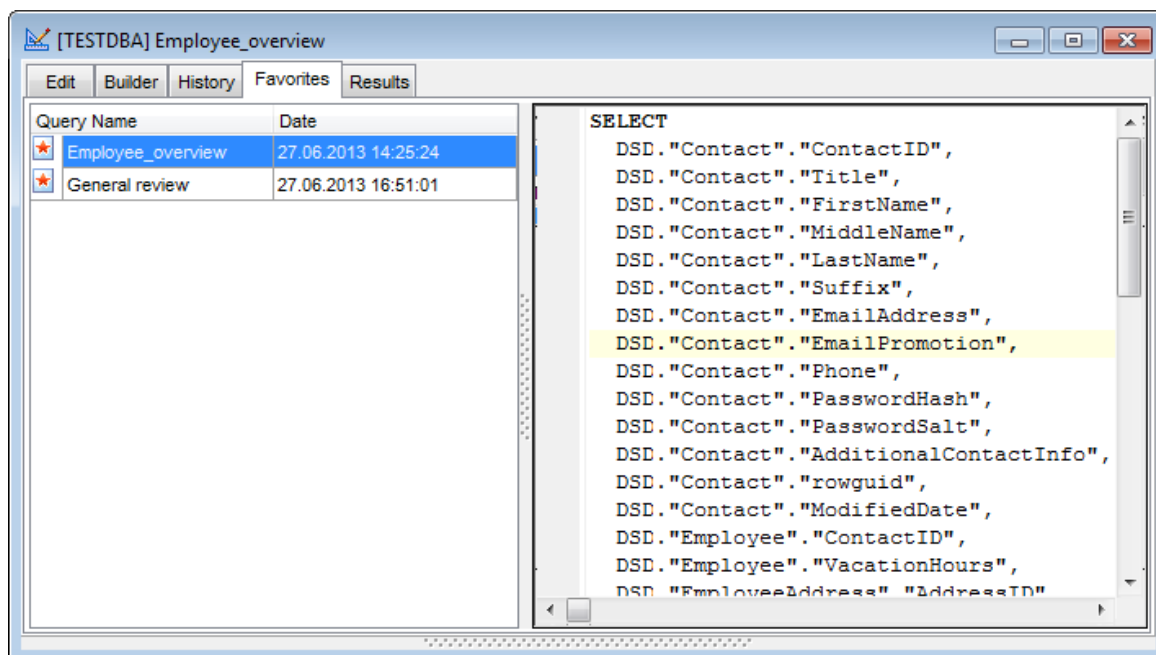 [TESTDBA] Employee_overview
Edit Builder History Favorites Results
Query Name Date
Employee_overview 27.06.2013 14:25:24
General review 27.06.2013 16:51:01
SELECT
DSD."Contact"."ContactID",
DSD."Contact"."Title",
DSD."Contact"."FirstName",
DSD."Contact"."MiddleName",
DSD."Contact"."LastName",
DSD."Contact"."Suffix",
DSD."Contact"."EmailAddress",
DSD."Contact"."EmailPromotion",
DSD."Contact"."Phone",
DSD."Contact"."PasswordHash",
DSD."Contact"."PasswordSalt",
DSD."Contact"."AdditionalContactInfo",
DSD."Contact"."rowguid",
DSD."Contact"."ModifiedDate",
DSD."Employee"."ContactID",
DSD."Employee"."VacationHours",
DSD."EmployeeAddress"."AddressID"